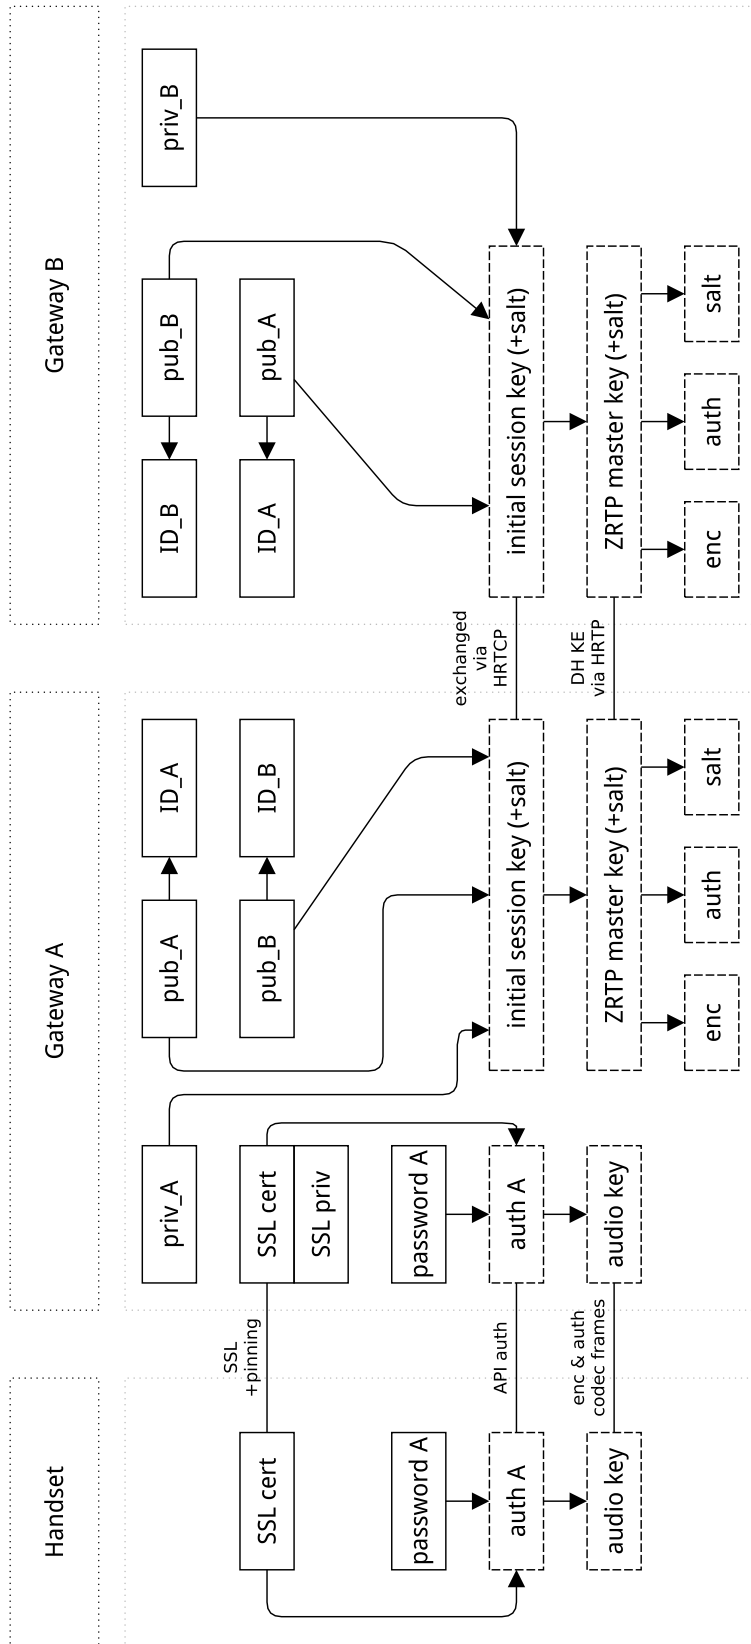 Handset
Gateway A
Gateway B
SSL cert
password A
auth A
audio key
SSL
+pinning
API auth
enc & auth
codec frames
priv_A
SSL cert
SSL priv
password A
auth A
audio key
pub_A
ID_A
pub_B
ID_B
initial session key (+salt)
ZRTP master key (+salt)
enc
auth
salt
exchanged
via
HRTCP
DH KE
via HRTP
ID_B
pub_B
priv_B
ID_A
pub_A
initial session key (+salt)
ZRTP master key (+salt)
enc
auth
salt